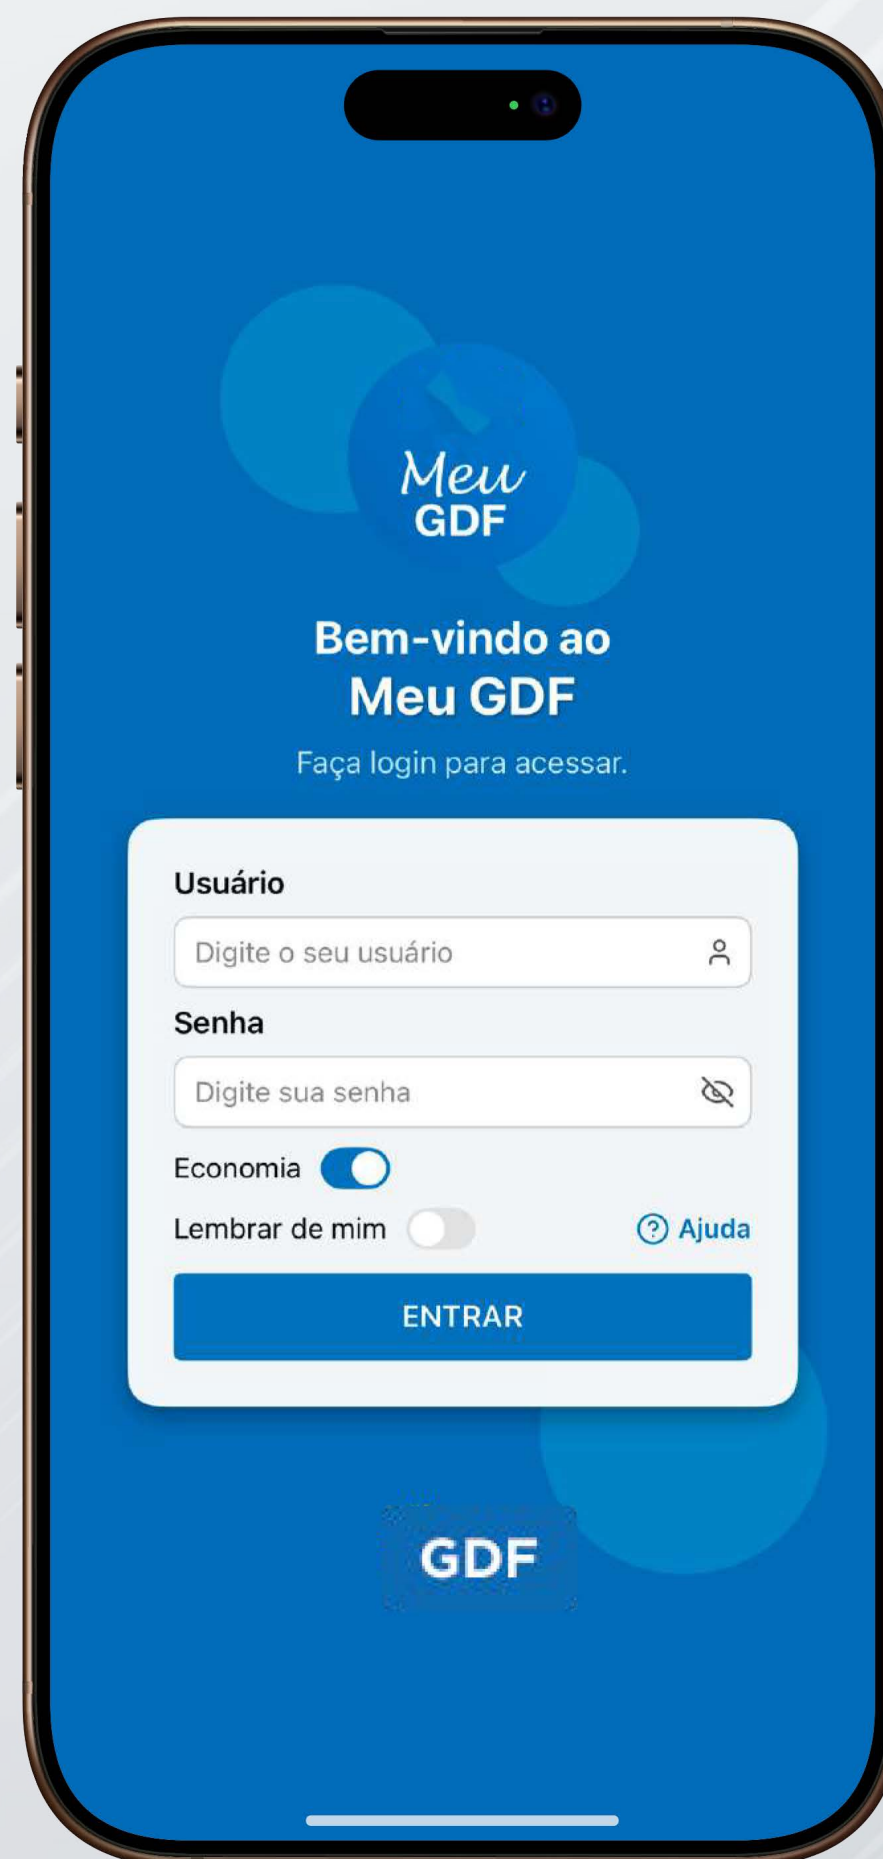 Meu
GDF
Bem-vindo ao
Meu GDF
Faça login para acessar.
Usuário
Digite o seu usuário
Senha
Digite sua senha
Economia
Lembrar de mim
Ajuda
ENTRAR
GDF